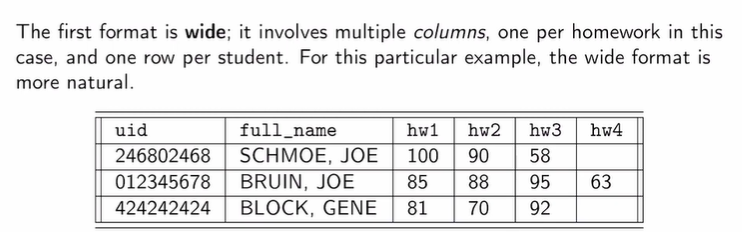 The first format is wide; it involves multiple columns, one per homework in this
case, and one row per student. For this particular example, the wide format is
more natural.
uid full_name hw1 hw2 hw3 hw4
246802468 SCHMOE, JOE 100 90 58
012345678 BRUIN, JOE 85 88 95 63
424242424 BLOCK, GENE 81 70 92